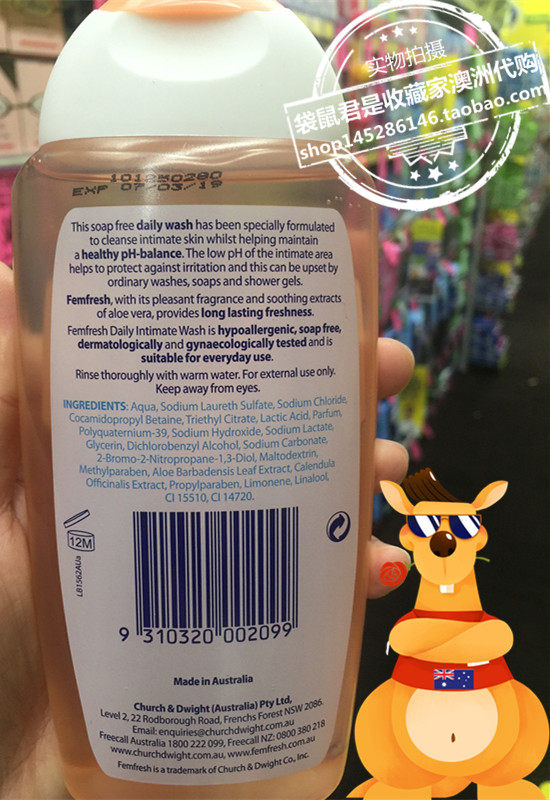 实物拍摄
袋鼠君是收藏家澳洲代购
shop145286146.taobao.com
101250280
EXP 07/03/19
This soap free daily wash has been specially formulated
to cleanse intimate skin whilst helping maintain
a healthy pH-balance. The low pH of the intimate area
helps to protect against irritation and this can be upset by
ordinary washes, soaps and shower gels.
Femfresh, with its pleasant fragrance and soothing extracts
of aloe vera, provides long lasting freshness.
Femfresh Daily Intimate Wash is hypoallergenic, soap free,
dermatologically and gynaecologically tested and is
suitable for everyday use.
Rinse thoroughly with warm water. For external use only.
Keep away from eyes.
INGREDIENTS: Aqua, Sodium Laureth Sulfate, Sodium Chloride,
Cocamidopropyl Betaine, Triethyl Citrate, Lactic Acid, Parfum,
Polyquaternium-39, Sodium Hydroxide, Sodium Lactate,
Glycerin, Dichlorobenzyl Alcohol, Sodium Carbonate,
2-Bromo-2-Nitropropane-1,3-Diol, Maltodextrin,
Methylparaben, Aloe Barbadensis Leaf Extract, Calendula
Officinalis Extract, Propylparaben, Limonene, Linalool,
CI 15510, CI 14720.
12M
LB1562AUa
9 310320 002099
Made in Australia
Church & Dwight (Australia) Pty Ltd,
Level 2, 22 Rodborough Road, Frenchs Forest NSW 2086.
Email: enquiries@churchdwight.com.au
Freecall Australia 1800 222 099, Freecall NZ: 0800 380 218
www.churchdwight.com.au, www.femfresh.com.au
Femfresh is a trademark of Church & Dwight Co., Inc.